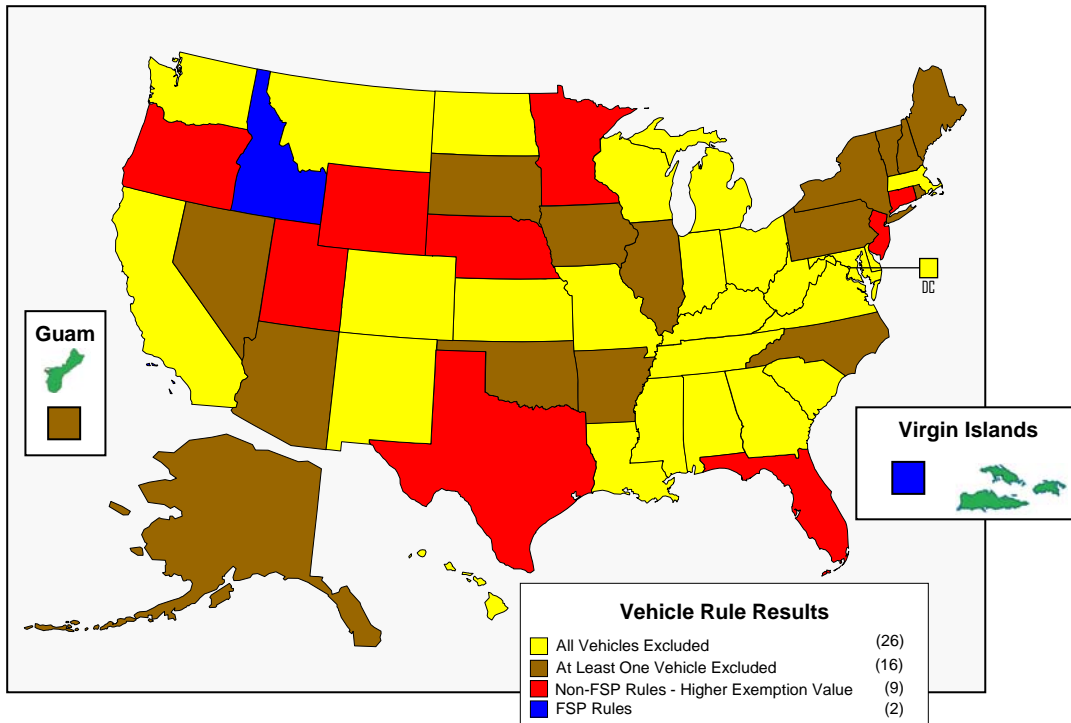 DC
Guam
Virgin Islands
Vehicle Rule Results
All Vehicles Excluded (26)
At Least One Vehicle Excluded (16)
Non-FSP Rules - Higher Exemption Value (9)
FSP Rules (2)